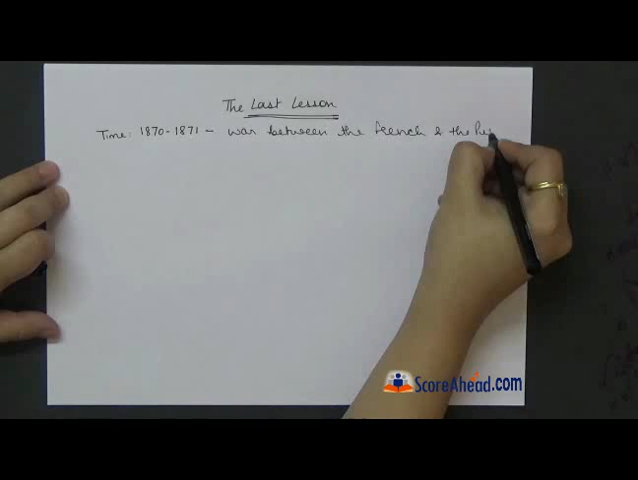 The Last Lesson
Time: 1870-1871 - war between the French & the
ScoreAhead.com